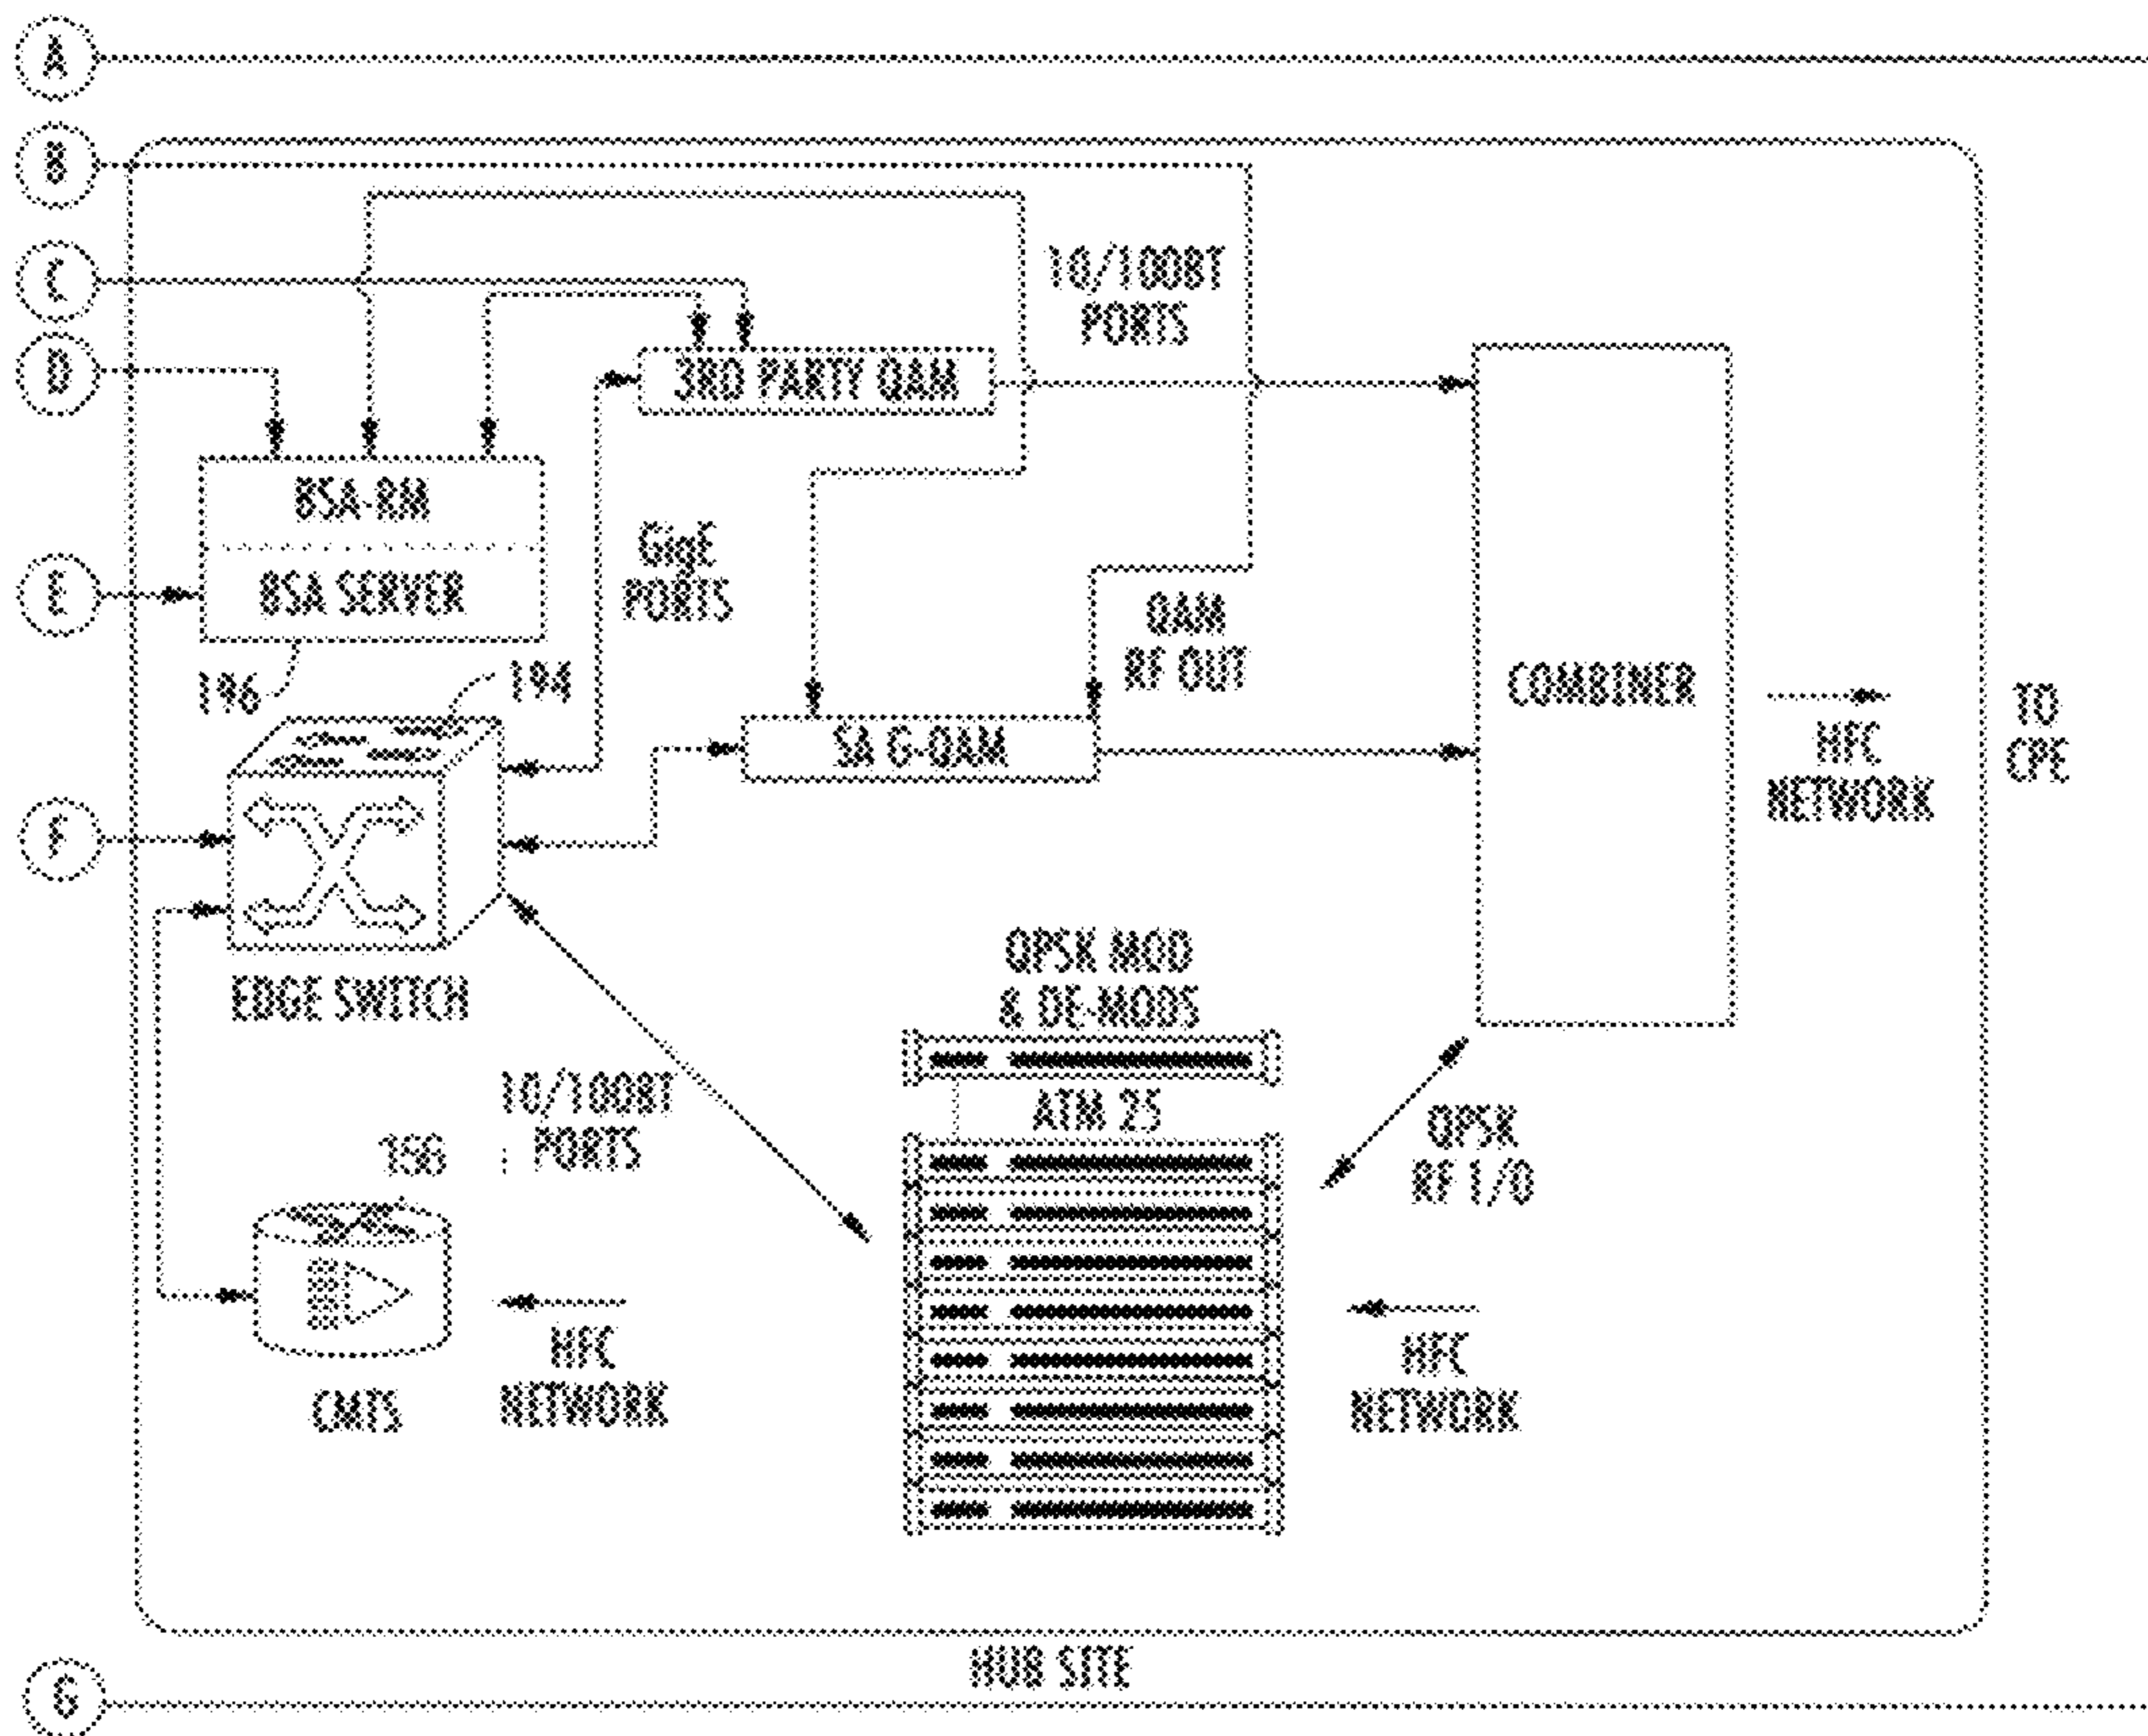 A
B
C
D
E
F
G
10/100BT
PORTS
3RD PARTY QAM
BSA-RM
BSA SERVER
GigE
PORTS
196
194
QAM
RF OUT
SA G-QAM
COMBINER
HFC
NETWORK
TO
CPE
EDGE SWITCH
QPSK MOD
& DE-MODS
ATM 25
10/100BT
PORTS
156
QPSK
RF I/O
HFC
NETWORK
CMTS
HFC
NETWORK
HUB SITE